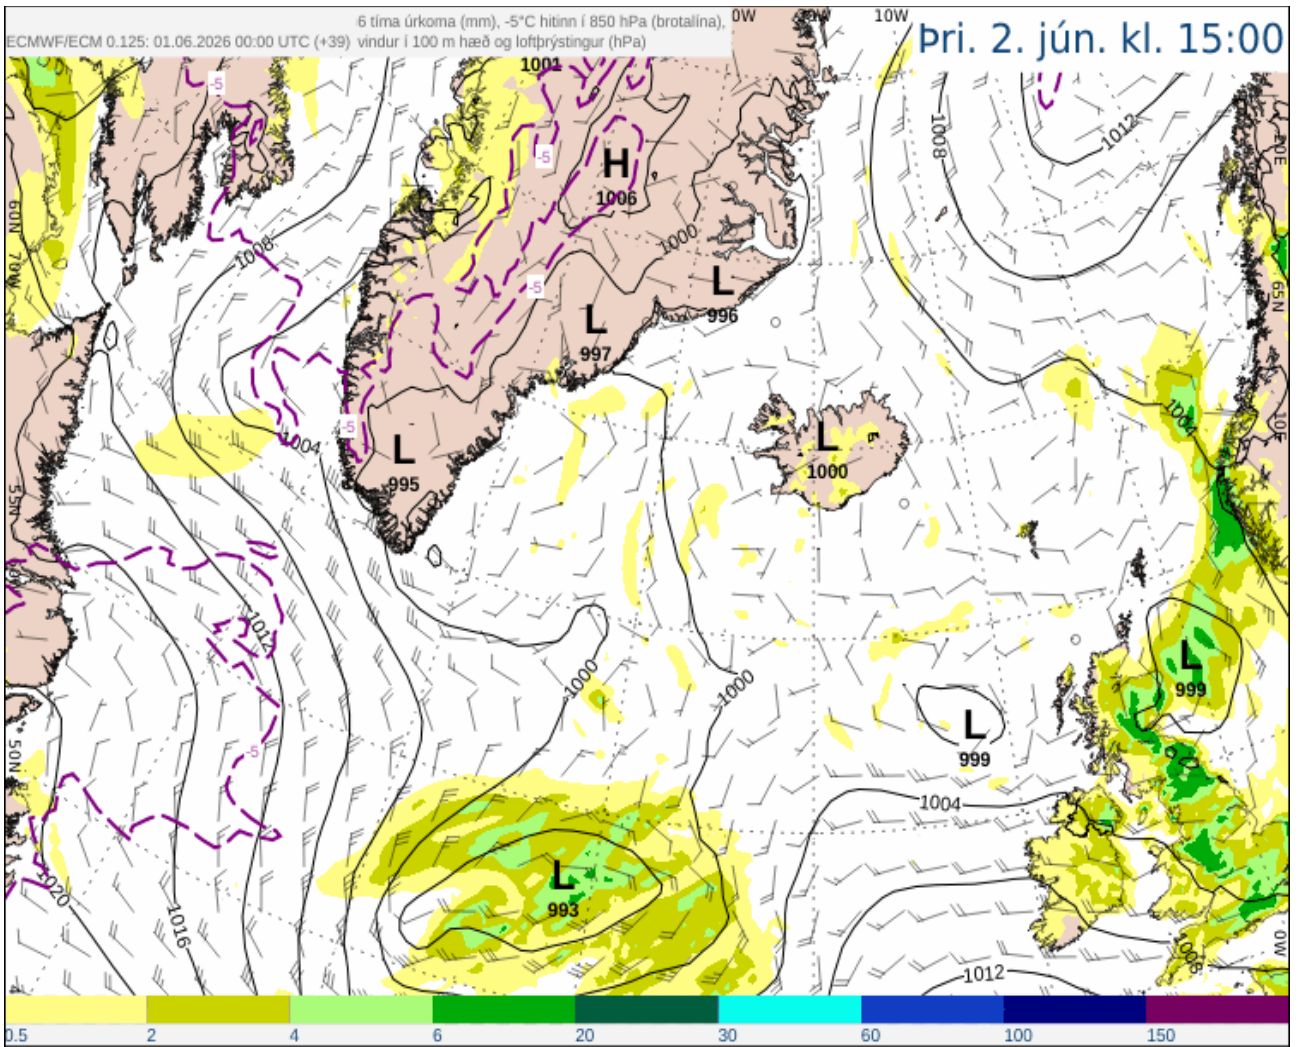 6 tíma úrkoma (mm), -5°C hitinn í 850 hPa (brotalína),
ECMWF/ECM 0.125: 01.06.2026 00:00 UTC (+39) vindur í 100 m hæð og loftþrýstingur (hPa)
Þri. 2. jún. kl. 15:00
0W
10W
1001
-5
1008
1012
20E
-5
H
1006
60N
1000
1008
70W
L
996
-5
65N
L
997
1004
10E
-5
L
1000
1004
L
995
55N
1012
L
999
1000
1000
L
999
-5
50N
1004
L
993
1020
1016
0W
1008
1012
0.5
2
4
6
20
30
60
100
150